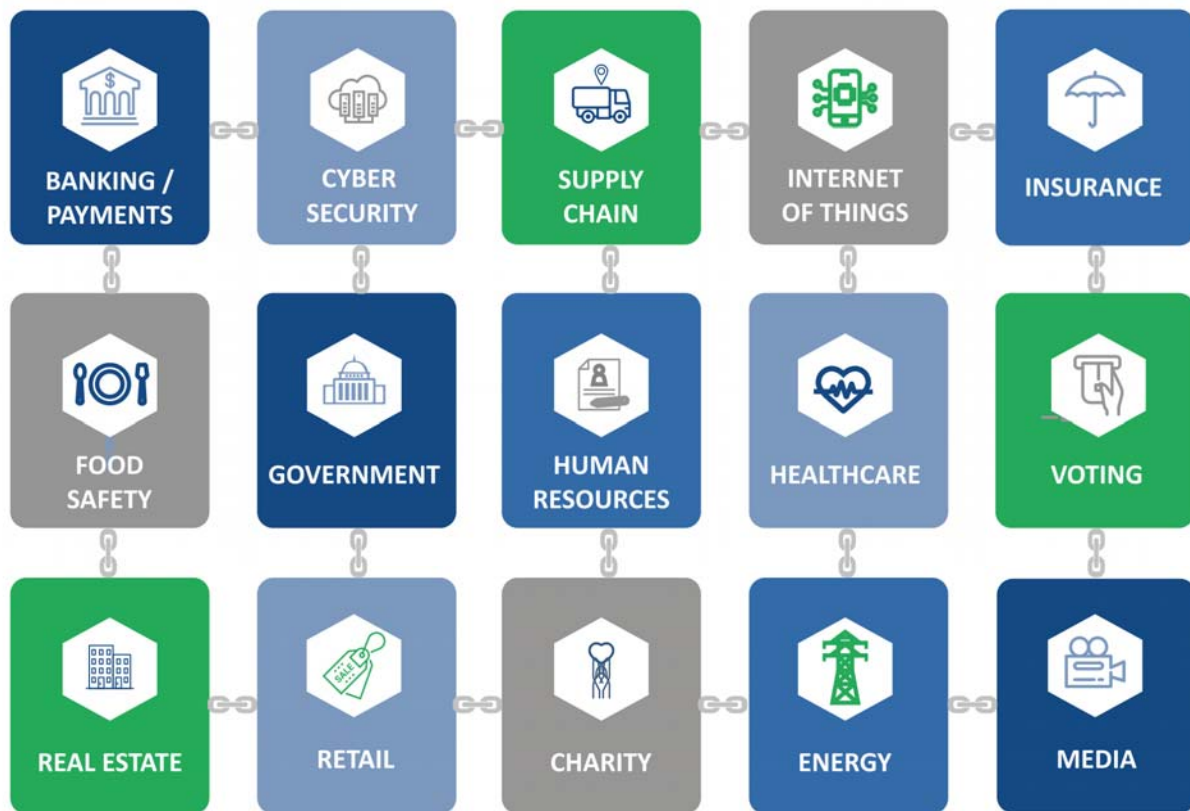 $
BANKING /
PAYMENTS
CYBER
SECURITY
SUPPLY
CHAIN
INTERNET
OF THINGS
INSURANCE
FOOD
SAFETY
GOVERNMENT
HUMAN
RESOURCES
HEALTHCARE
VOTING
REAL ESTATE
SALE
RETAIL
CHARITY
ENERGY
MEDIA